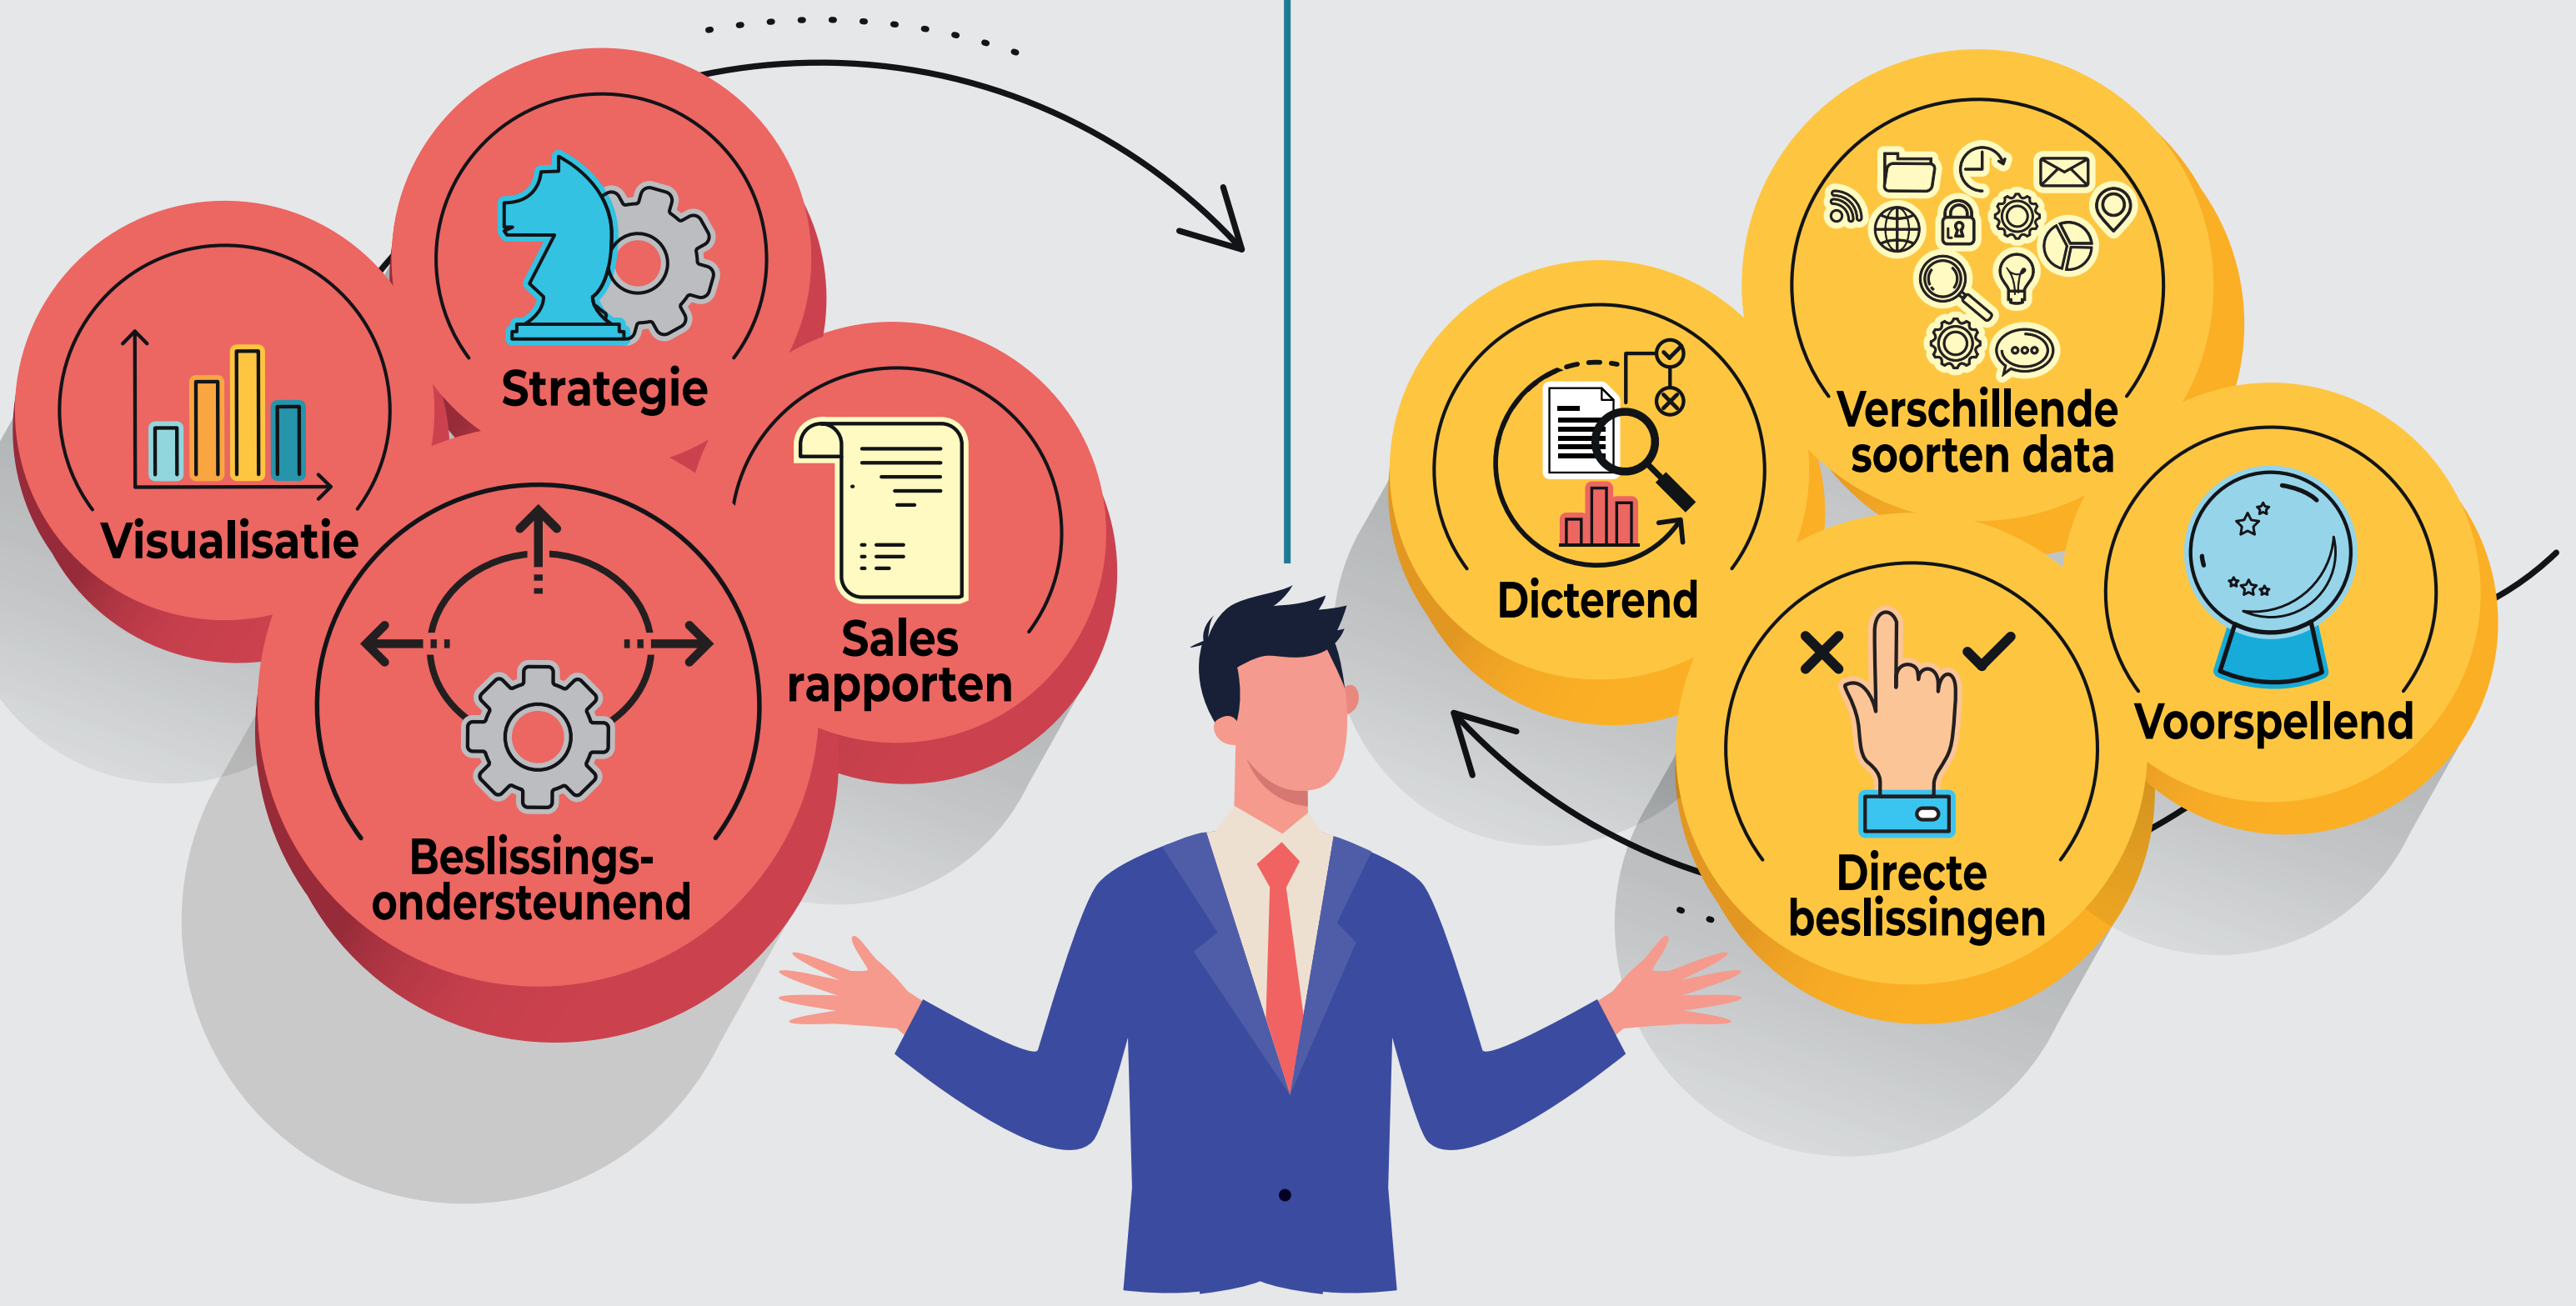 Strategie
Visualisatie
Sales
rapporten
Beslissings-
ondersteunend
Verschillende
soorten data
Dicterend
Voorspellend
Directe
beslissingen